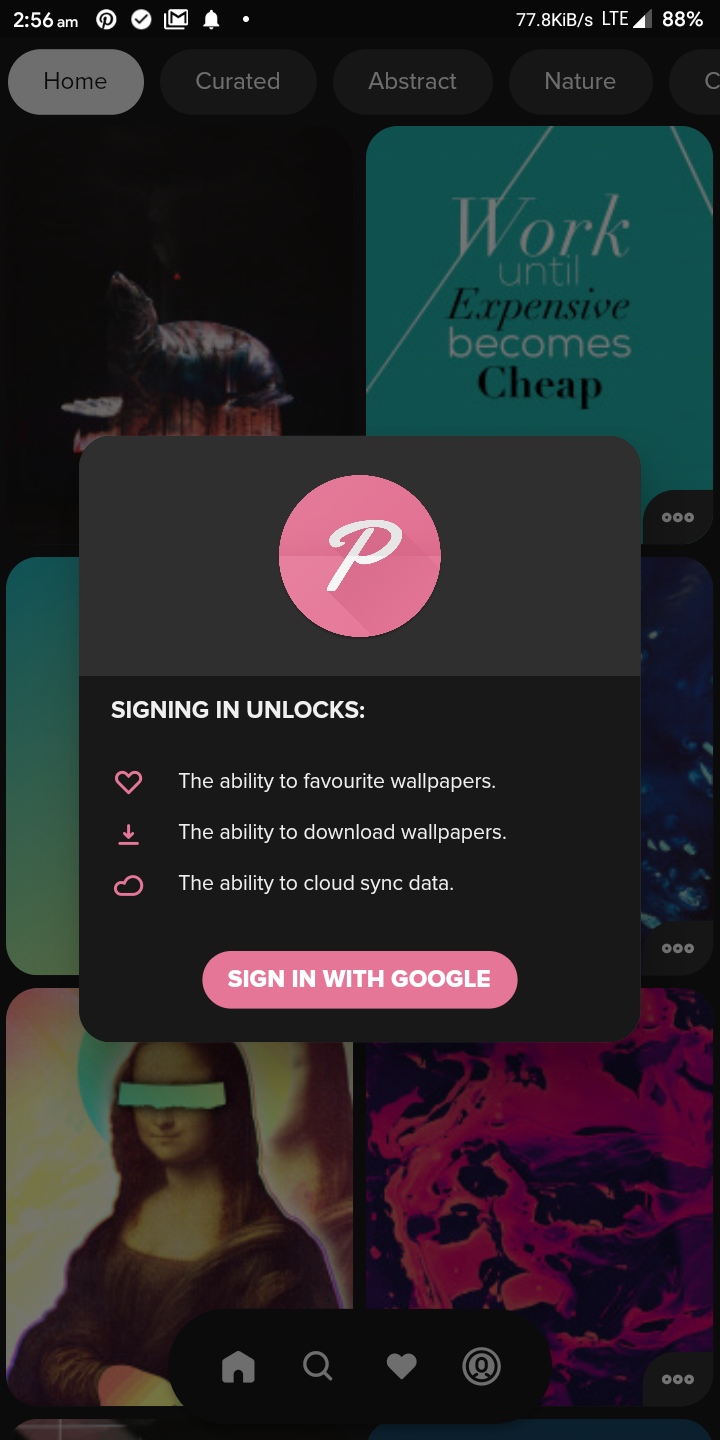 2:56 am
77.8KiB/s LTE 88%
Home Curated Abstract Nature C
Work
until
Expensive
becomes
Cheap
P
SIGNING IN UNLOCKS:
The ability to favourite wallpapers.
The ability to download wallpapers.
The ability to cloud sync data.
SIGN IN WITH GOOGLE